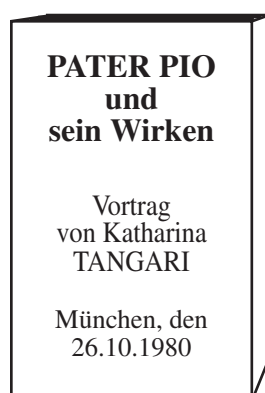 PATER PIO
und
sein Wirken
Vortrag
von Katharina
TANGARI
München, den
26.10.1980